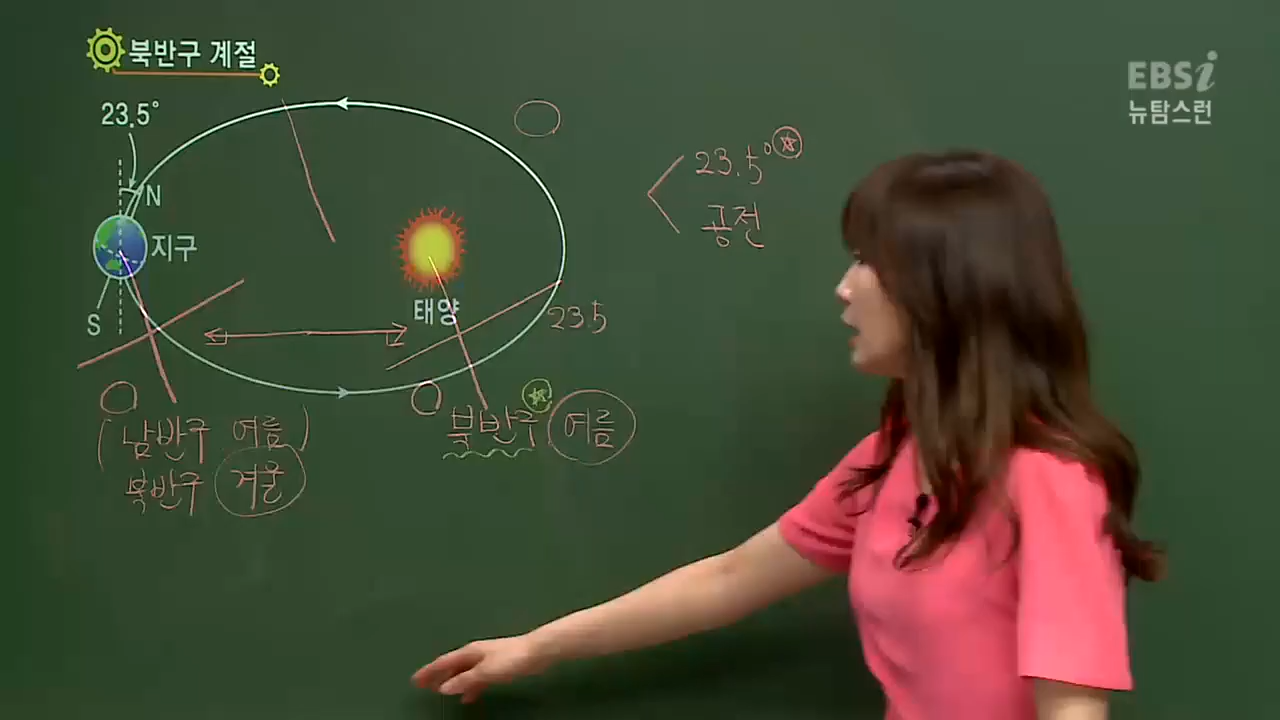 북반구 계절
EBSi
뉴탐스런
23.5°
N
지구
S
태양
23.5°
공전
23.5
(남반구 여름)
북반구 겨울
북반구 여름